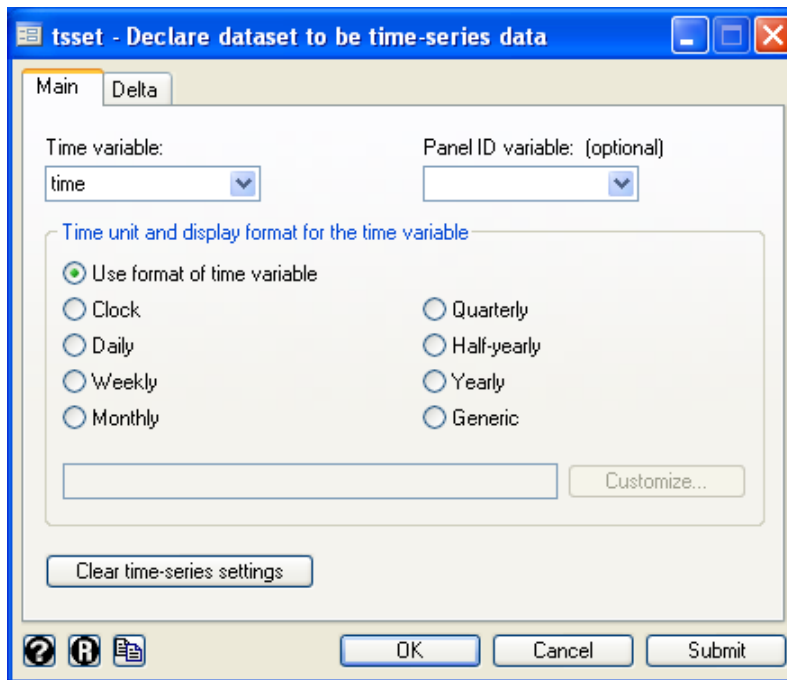 tsset - Declare dataset to be time-series data
Main Delta
Time variable: Panel ID variable: (optional)
time
Time unit and display format for the time variable
Use format of time variable
Clock Quarterly
Daily Half-yearly
Weekly Yearly
Monthly Generic
Customize...
Clear time-series settings
? R OK Cancel Submit